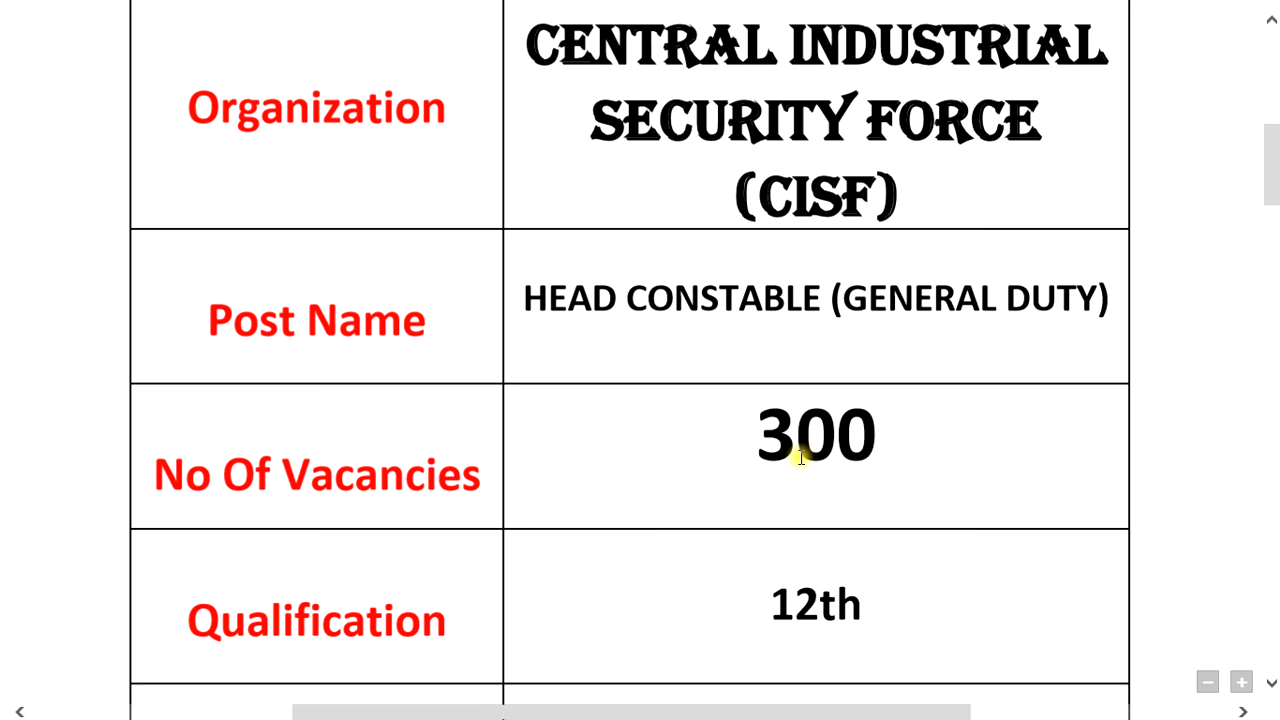 Organization
CENTRAL INDUSTRIAL
SECURITY FORCE
(CISF)
Post Name
HEAD CONSTABLE (GENERAL DUTY)
No Of Vacancies
300
Qualification
12th